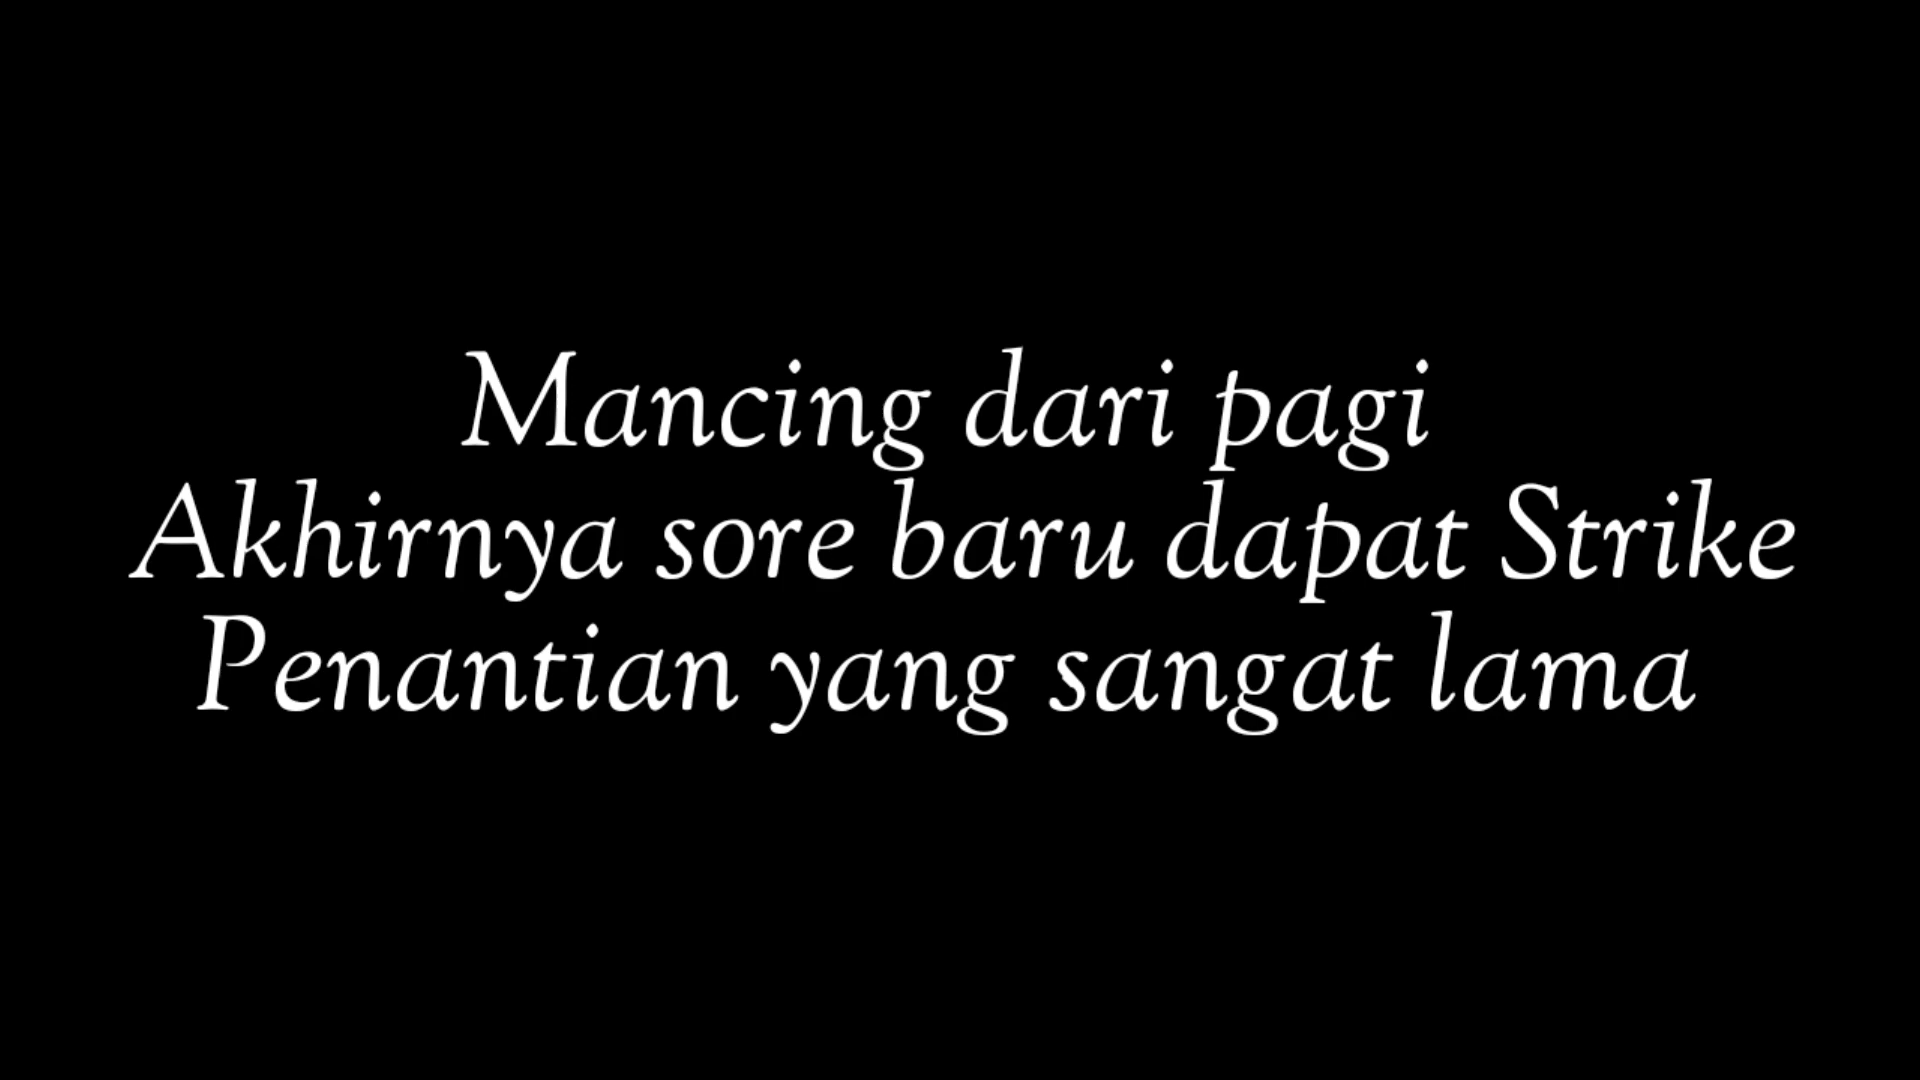 Mancing dari pagi
Akhirnya sore baru dapat Strike
Penantian yang sangat lama